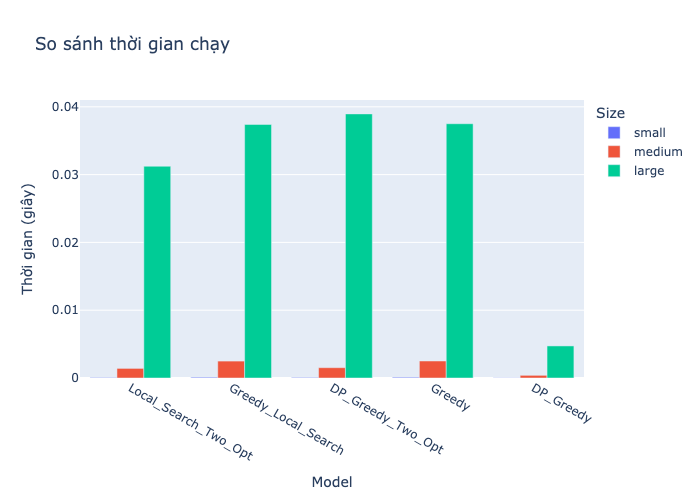 So sánh thời gian chạy
Size
small
medium
large
Thời gian (giây)
0.04
0.03
0.02
0.01
0
Local_Search_Two_Opt
Greedy_Local_Search
DP_Greedy_Two_Opt
Greedy
DP_Greedy
Model